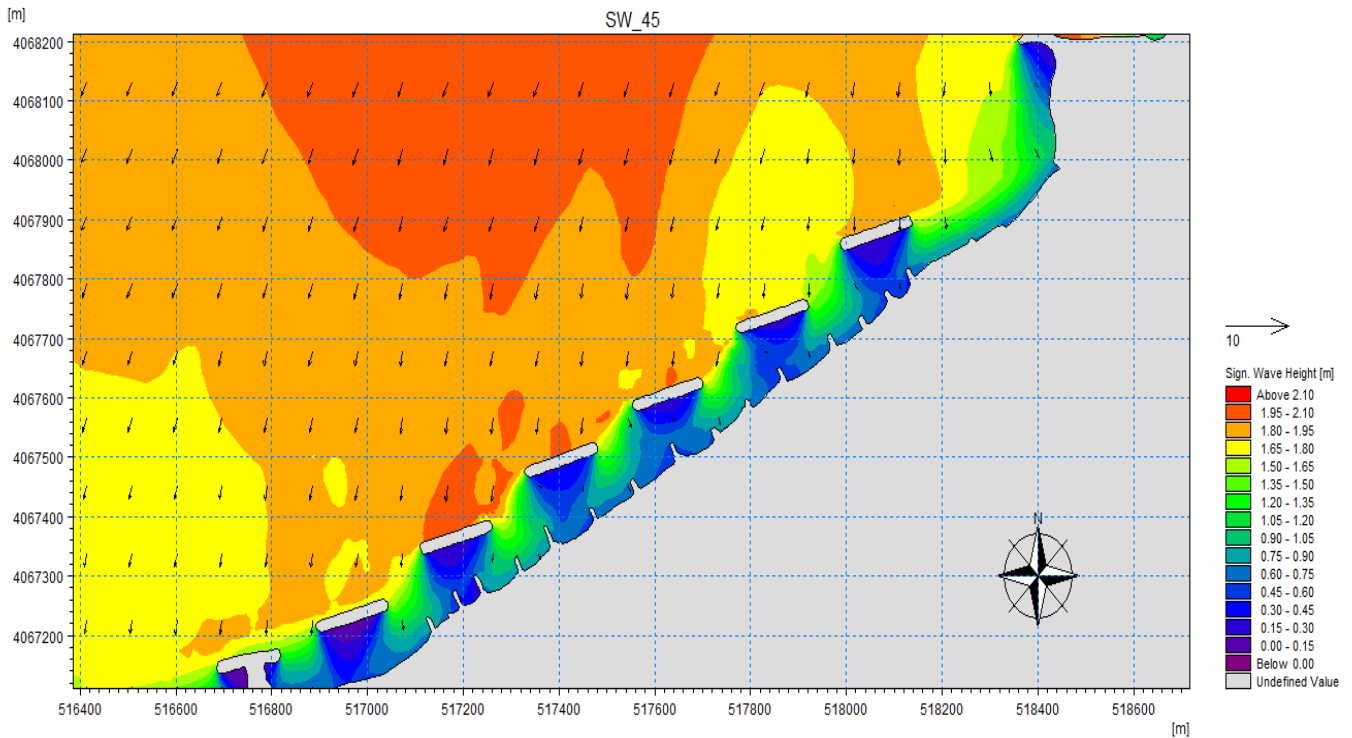 [m]
SW_45
4068200
4068100
4068000
4067900
4067800
4067700
4067600
4067500
4067400
4067300
4067200
516400 516600 516800 517000 517200 517400 517600 517800 518000 518200 518400 518600
[m]
10
Sign. Wave Height [m]
Above 2.10
1.95 - 2.10
1.80 - 1.95
1.65 - 1.80
1.50 - 1.65
1.35 - 1.50
1.20 - 1.35
1.05 - 1.20
0.90 - 1.05
0.75 - 0.90
0.60 - 0.75
0.45 - 0.60
0.30 - 0.45
0.15 - 0.30
0.00 - 0.15
Below 0.00
Undefined Value
N